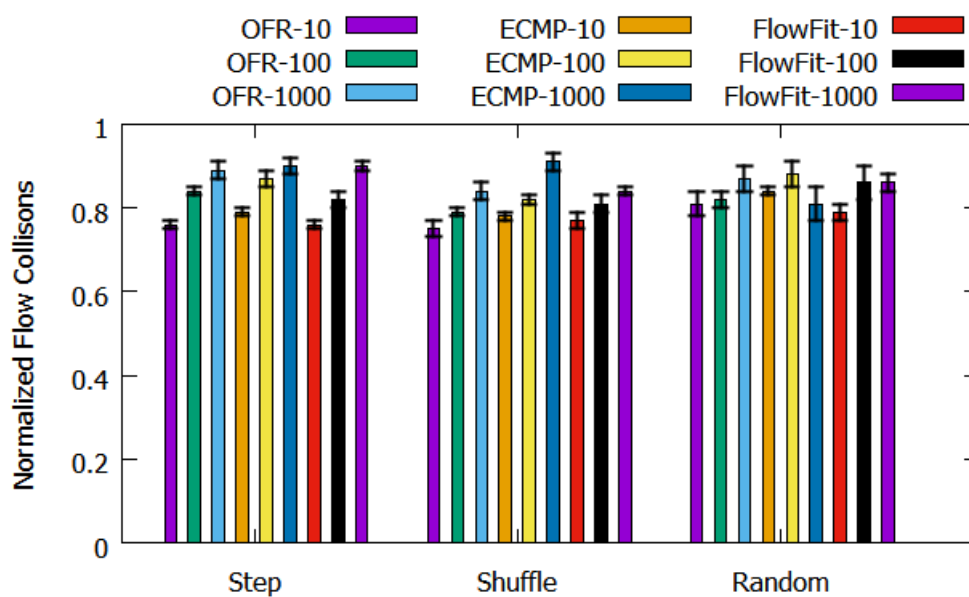 OFR-10 ECMP-10 FlowFit-10
OFR-100 ECMP-100 FlowFit-100
OFR-1000 ECMP-1000 FlowFit-1000
1
0.8
0.6
0.4
0.2
0
Normalized Flow Collisons
Step Shuffle Random